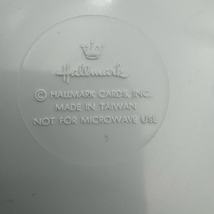 Hallmark
© HALLMARK CARDS, INC.
MADE IN TAIWAN
NOT FOR MICROWAVE USE